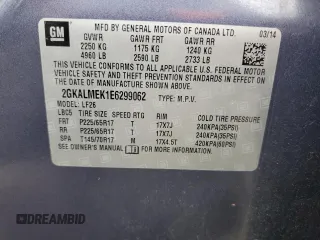 GM
MFD BY GENERAL MOTORS OF CANADA LTD. 03/14
GVWR GAWR FRT GAWR RR
2250 KG 1175 KG 1240 KG
4960 LB 2590 LB 2733 LB
THIS VEHICLE CONFORMS TO ALL APPLICABLE U.S. FEDERAL MOTOR
VEHICLE SAFETY, BUMPER, AND THEFT PREVENTION STANDARDS
IN EFFECT ON THE DATE OF MANUFACTURE SHOWN ABOVE.
2GKALMEK1E6299062 TYPE: M.P.V.
MODEL: LF26
LBC5 TIRE SIZE SPEED RTG RIM COLD TIRE PRESSURE
FRT P225/65R17 T 17X7J 240KPA(35PSI)
RR P225/65R17 T 17X7J 240KPA(35PSI)
SPA T145/70R17 M 17X4.5T 420KPA(60PSI)
SEE OWNER'S MANUAL FOR MORE INFORMATION.
DREAMBID